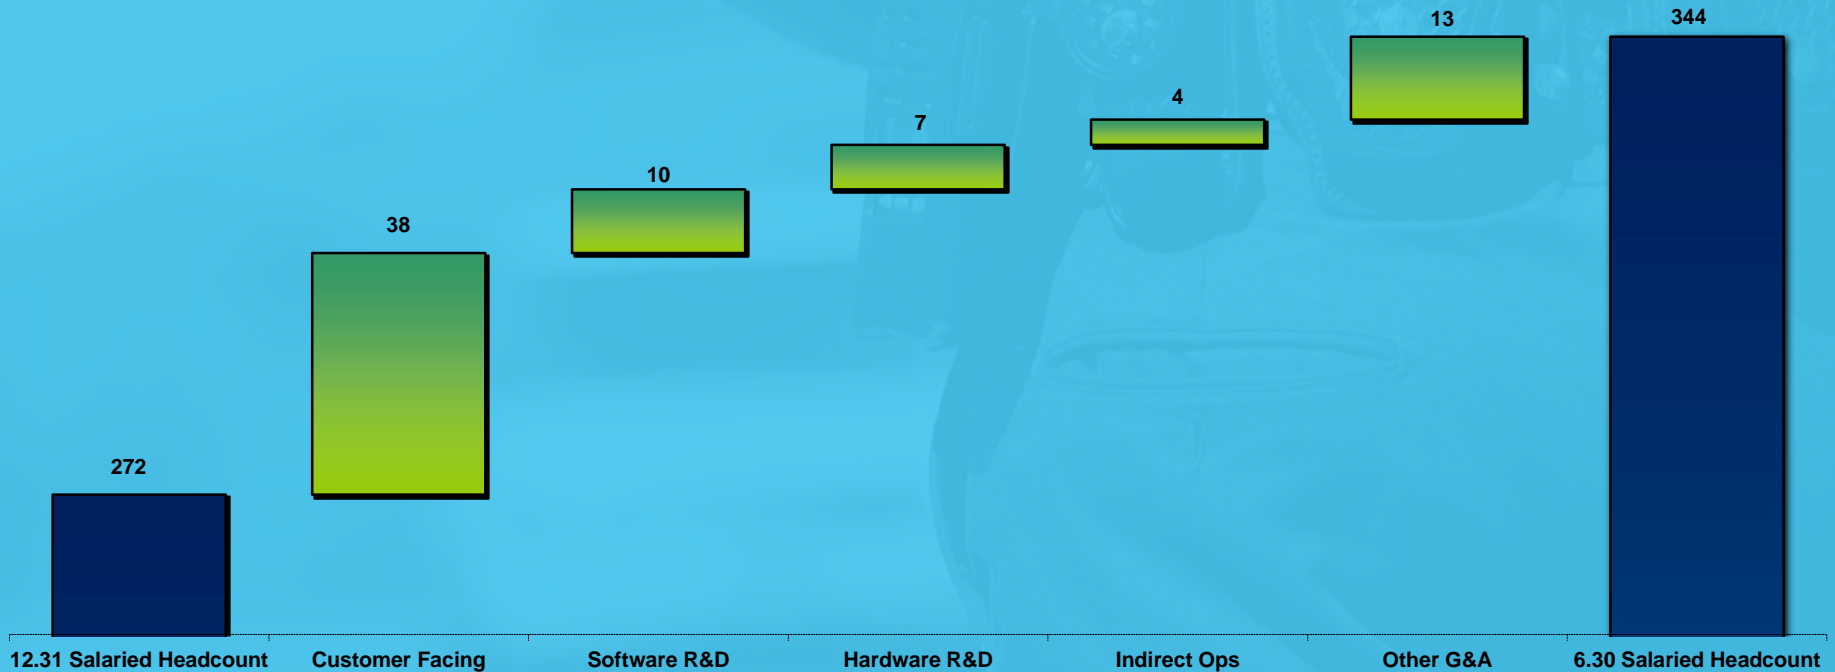 13
344
4
7
10
38
272
12.31 Salaried Headcount
Customer Facing
Software R&D
Hardware R&D
Indirect Ops
Other G&A
6.30 Salaried Headcount